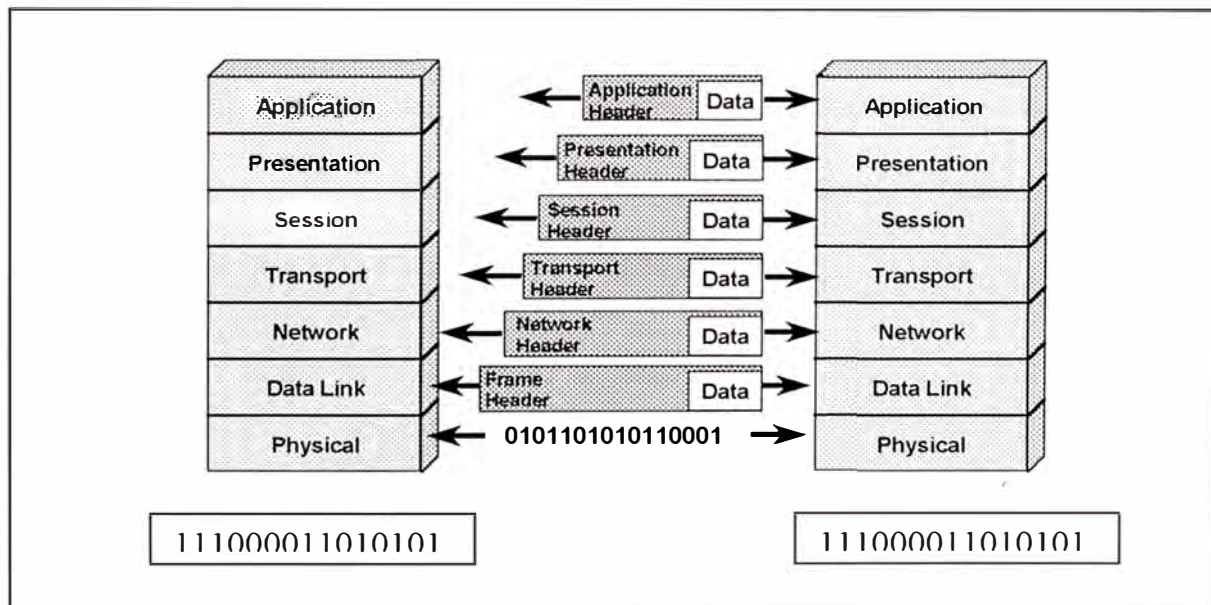 Application
Application
Header
Data
Application
Presentation
Presentation
Header
Data
Presentation
Session
Session
Header
Data
Session
Transport
Transport
Header
Data
Transport
Network
Network
Header
Data
Network
Data Link
Frame
Header
Data
Data Link
Physical
0101101010110001
Physical
111000011010101
111000011010101